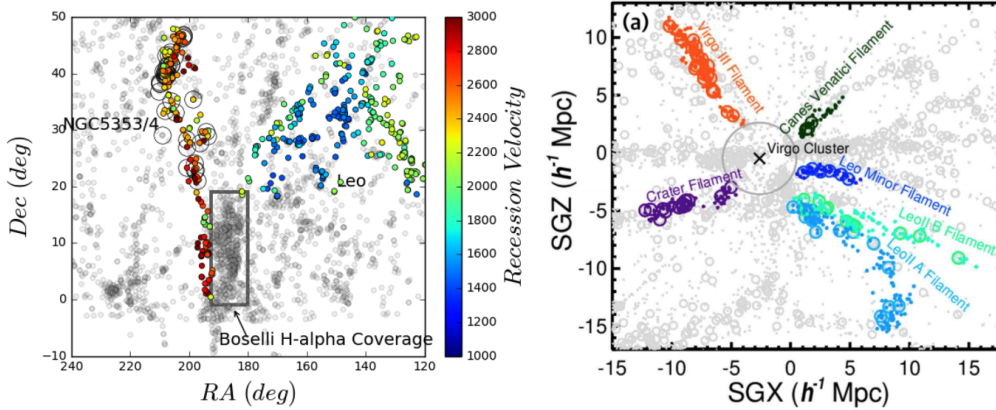 50
40
30
20
10
0
−10
240
220
200
180
160
140
120
Dec (deg)
RA (deg)
NGC5353/4
Leo
Boselli H-alpha Coverage
3000
2800
2600
2400
2200
2000
1800
1600
1400
1200
1000
Recession Velocity
(a)
10
5
0
-5
-10
-15
-15
-10
-5
0
5
10
15
SGZ (h⁻¹ Mpc)
SGX (h⁻¹ Mpc)
Virgo III Filament
Canes Venatici Filament
Virgo Cluster
Crater Filament
Leo Minor Filament
LeoII B Filament
LeoII A Filament